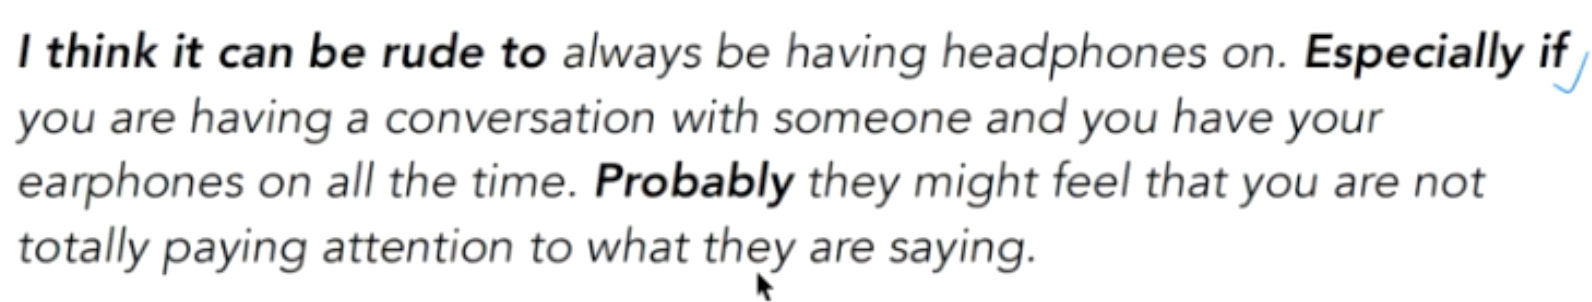 I think it can be rude to always be having headphones on. Especially if
you are having a conversation with someone and you have your
earphones on all the time. Probably they might feel that you are not
totally paying attention to what they are saying.